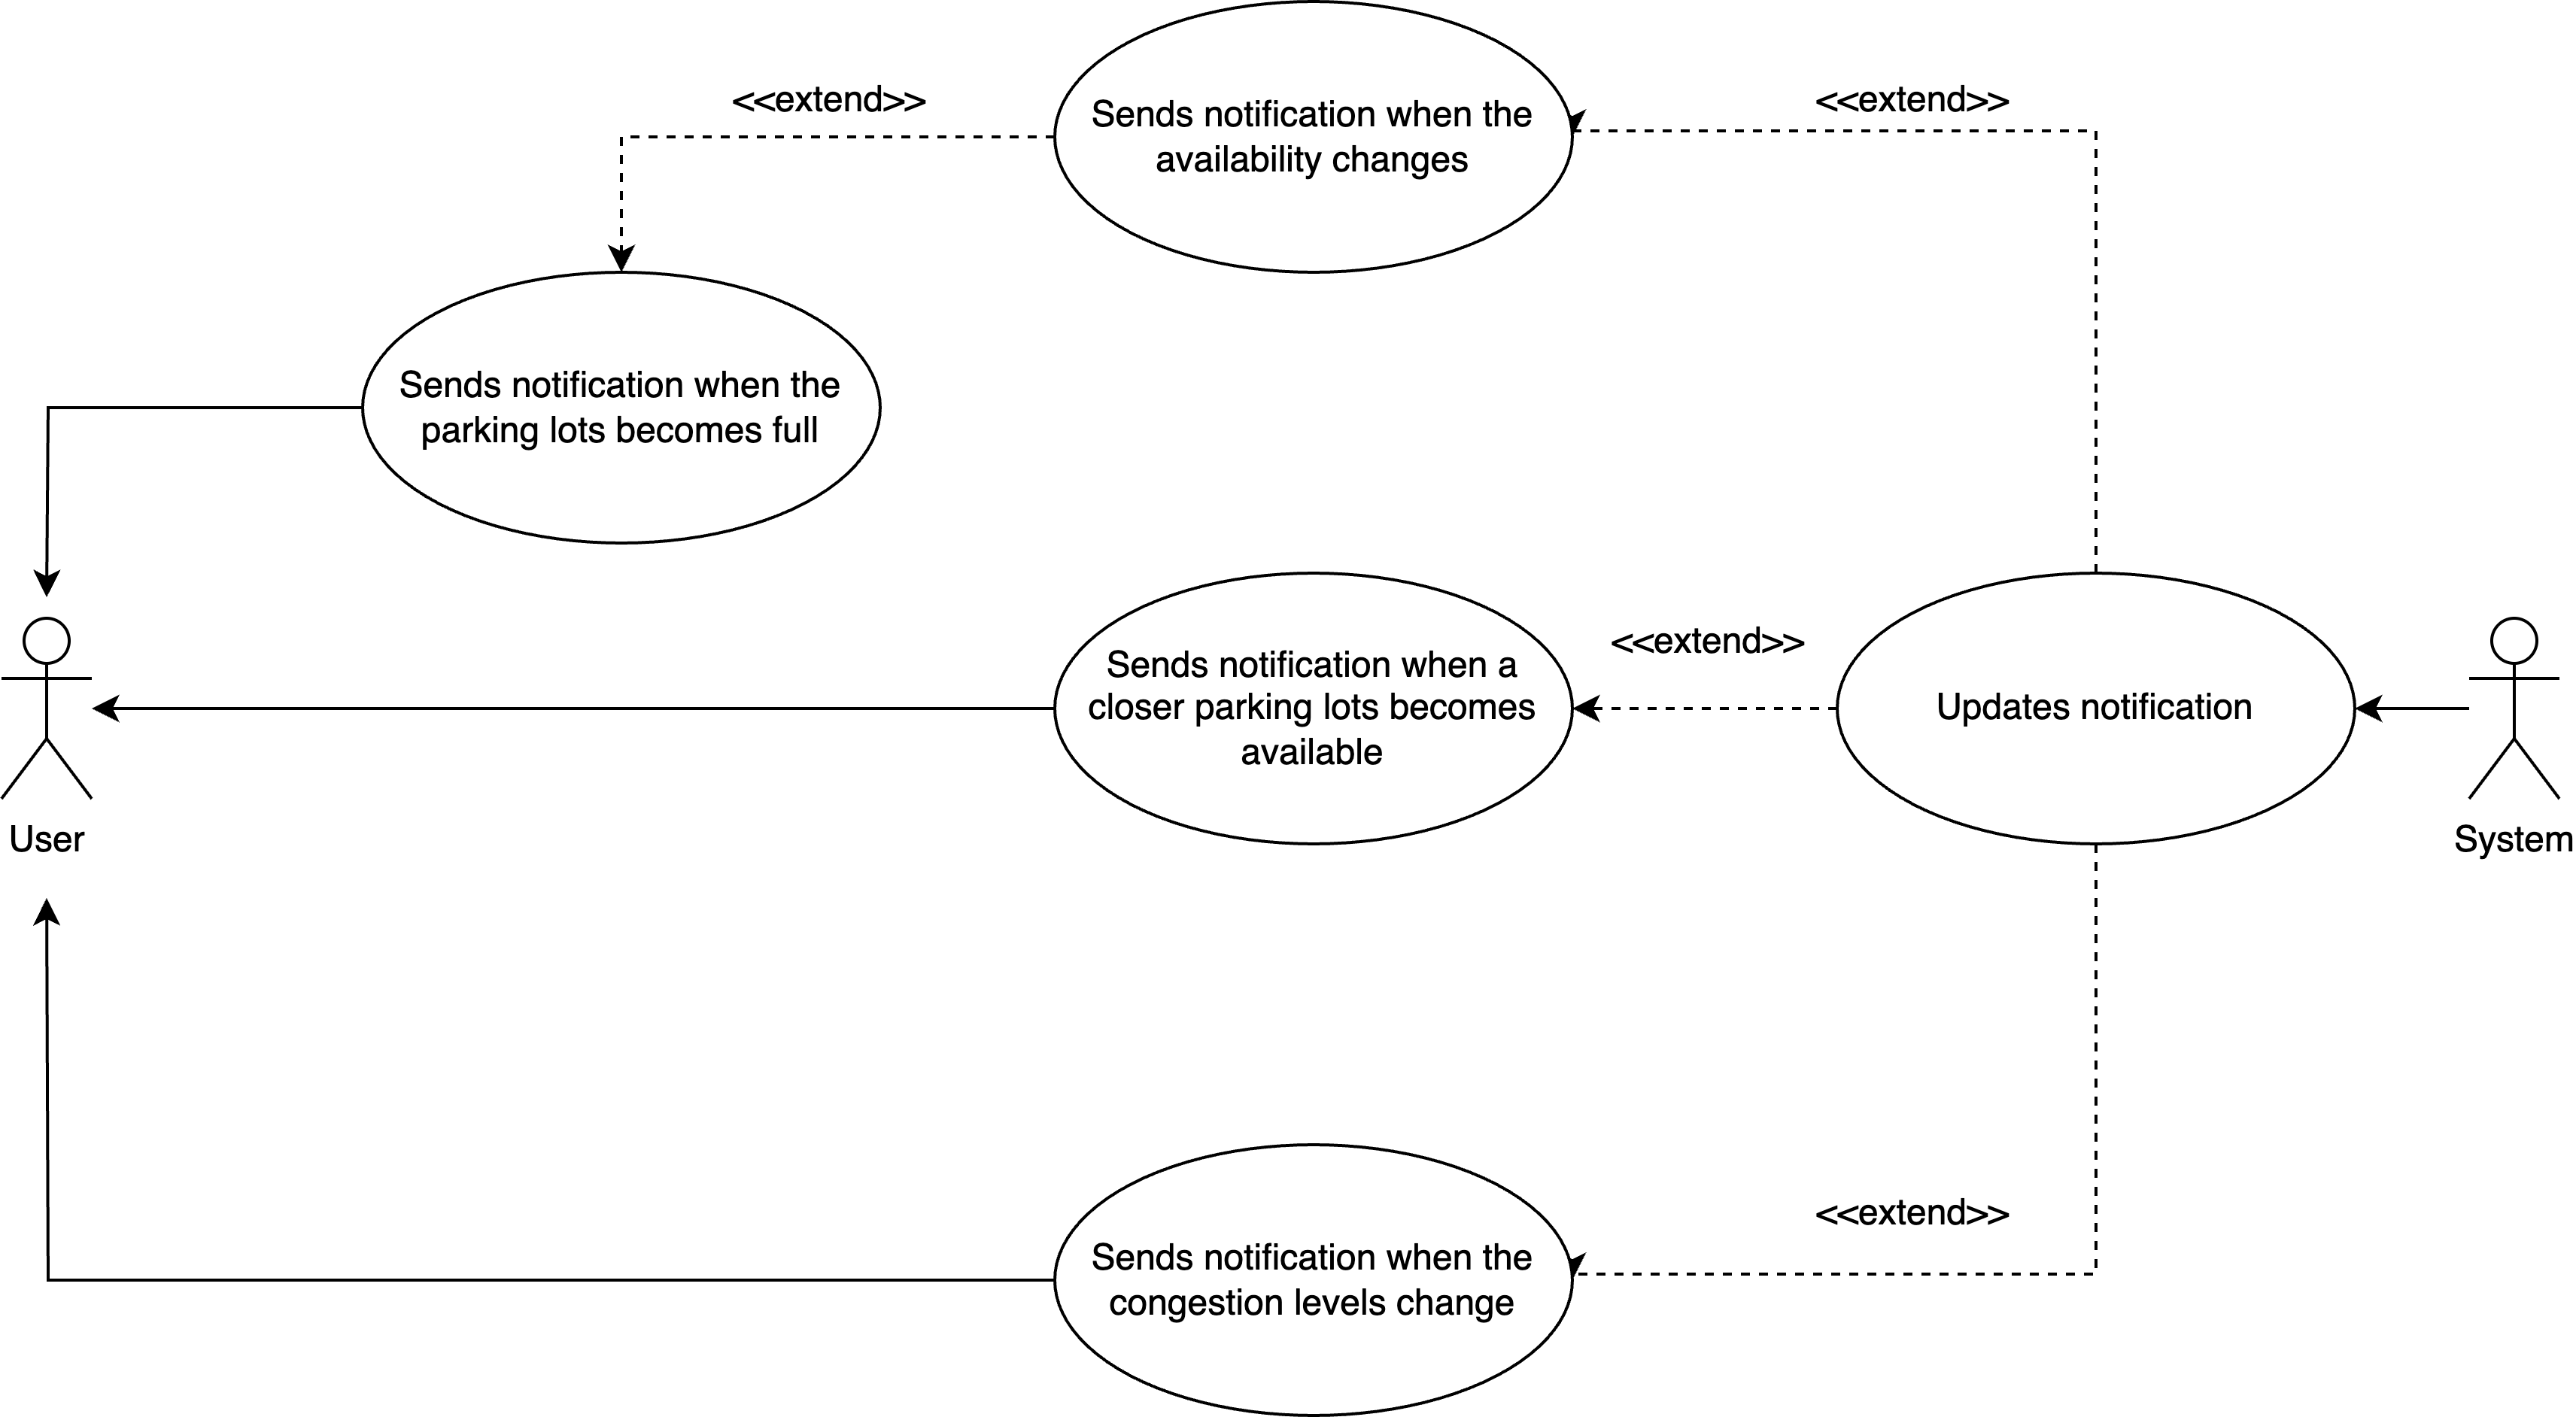 <<extend>>
Sends notification when the
availability changes
<<extend>>
Sends notification when the
parking lots becomes full
<<extend>>
Sends notification when a
closer parking lots becomes
available
Updates notification
User
System
<<extend>>
Sends notification when the
congestion levels change